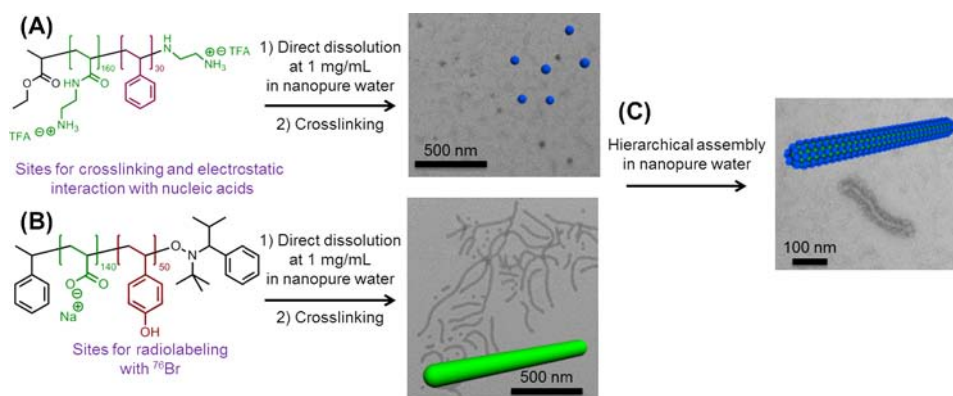 (A)
H
N
⊖⊕ TFA
NH₃
160
30
O
O
HN
O
TFA ⊖⊕
NH₃
1) Direct dissolution
at 1 mg/mL
in nanopure water
2) Crosslinking
500 nm
Sites for crosslinking and electrostatic
interaction with nucleic acids
(B)
140
50
O
N
O
O
⊖
⊕
Na
OH
Sites for radiolabeling
with ⁷⁶Br
1) Direct dissolution
at 1 mg/mL
in nanopure water
2) Crosslinking
500 nm
(C)
Hierarchical assembly
in nanopure water
100 nm